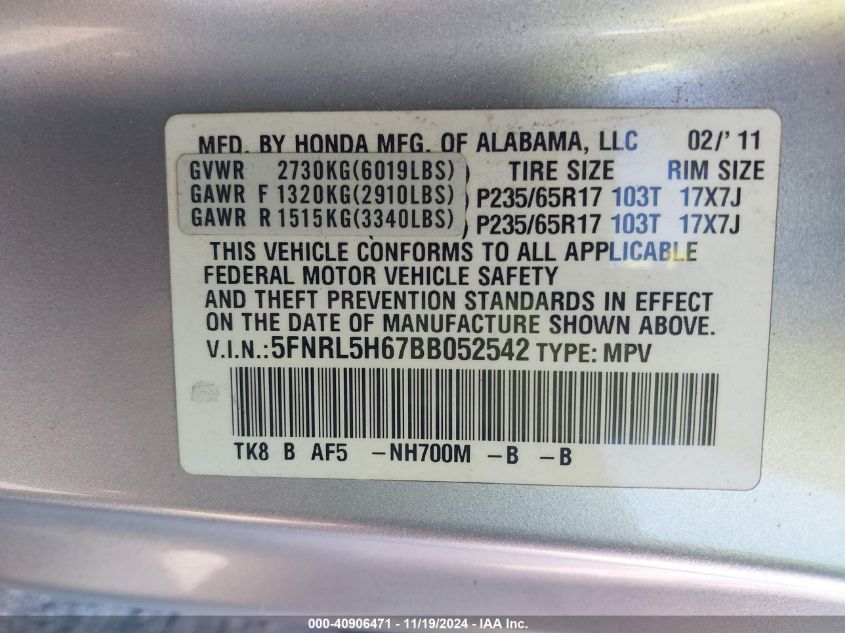 MFD. BY HONDA MFG. OF ALABAMA, LLC 02/' 11
GVWR 2730KG(6019LBS) TIRE SIZE RIM SIZE
GAWR F 1320KG(2910LBS) P235/65R17 103T 17X7J
GAWR R 1515KG(3340LBS) P235/65R17 103T 17X7J
THIS VEHICLE CONFORMS TO ALL APPLICABLE
FEDERAL MOTOR VEHICLE SAFETY
AND THEFT PREVENTION STANDARDS IN EFFECT
ON THE DATE OF MANUFACTURE SHOWN ABOVE.
V.I.N.:5FNRL5H67BB052542 TYPE: MPV
TK8 B AF5 -NH700M -B -B
000-40906471 - 11/19/2024 - IAA Inc.